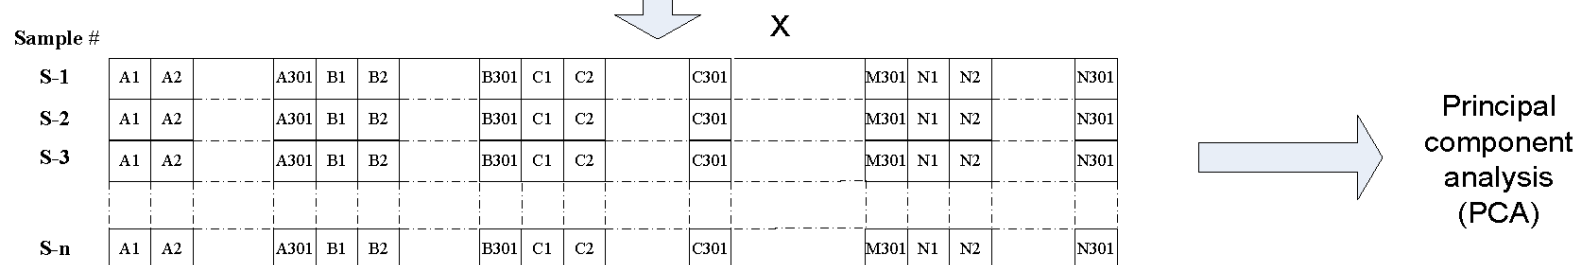 X
Sample #
S-1 A1 A2 A301 B1 B2 B301 C1 C2 C301 M301 N1 N2 N301
S-2 A1 A2 A301 B1 B2 B301 C1 C2 C301 M301 N1 N2 N301
S-3 A1 A2 A301 B1 B2 B301 C1 C2 C301 M301 N1 N2 N301
S-n A1 A2 A301 B1 B2 B301 C1 C2 C301 M301 N1 N2 N301
Principal
component
analysis
(PCA)